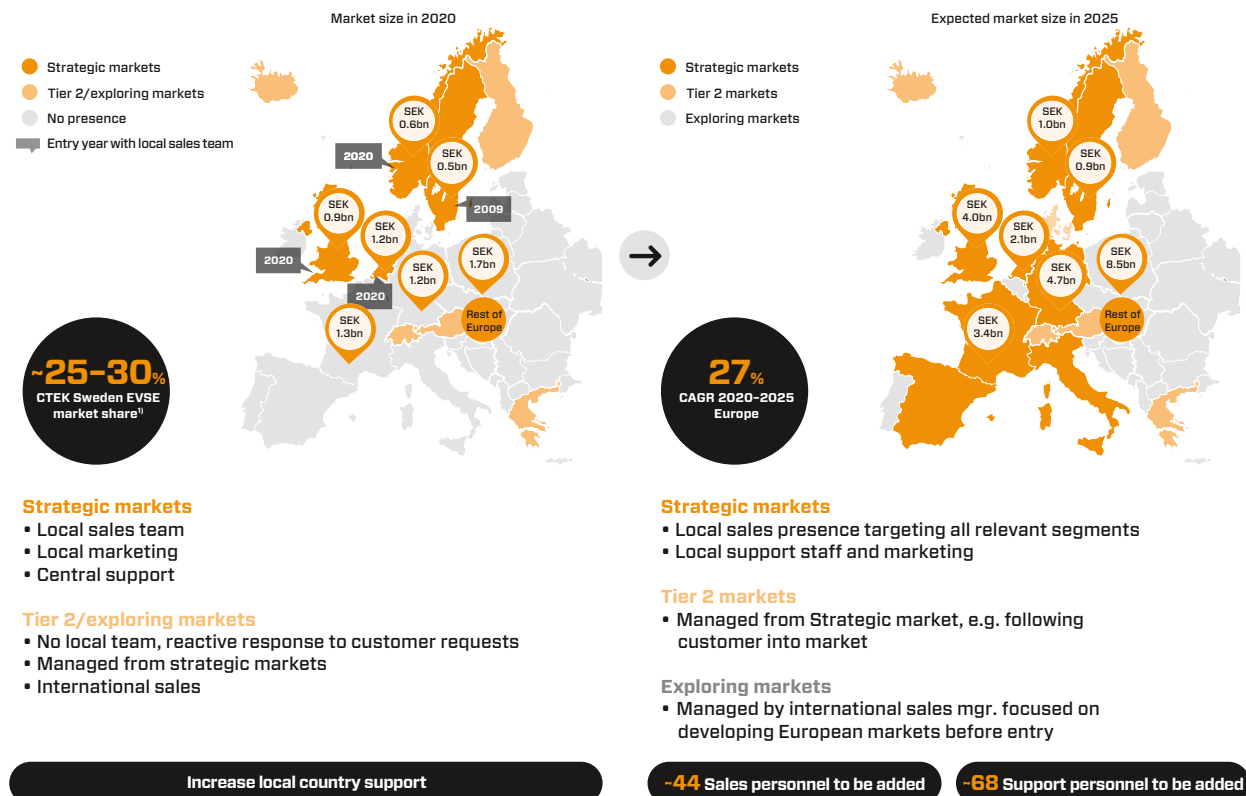 Market size in 2020
Strategic markets
Tier 2/exploring markets
No presence
Entry year with local sales team
SEK
0.6bn
2020
SEK
0.5bn
2009
SEK
0.9bn
SEK
1.2bn
2020
SEK
1.2bn
SEK
1.7bn
2020
SEK
1.3bn
Rest of
Europe
~25-30%
CTEK Sweden EVSE
market share¹⁾
Strategic markets
• Local sales team
• Local marketing
• Central support
Tier 2/exploring markets
• No local team, reactive response to customer requests
• Managed from strategic markets
• International sales
Increase local country support
Expected market size in 2025
Strategic markets
Tier 2 markets
Exploring markets
SEK
1.0bn
SEK
0.9bn
SEK
4.0bn
SEK
2.1bn
SEK
4.7bn
SEK
8.5bn
SEK
3.4bn
Rest of
Europe
27%
CAGR 2020-2025
Europe
Strategic markets
• Local sales presence targeting all relevant segments
• Local support staff and marketing
Tier 2 markets
• Managed from Strategic market, e.g. following
customer into market
Exploring markets
• Managed by international sales mgr. focused on
developing European markets before entry
~44 Sales personnel to be added
~68 Support personnel to be added